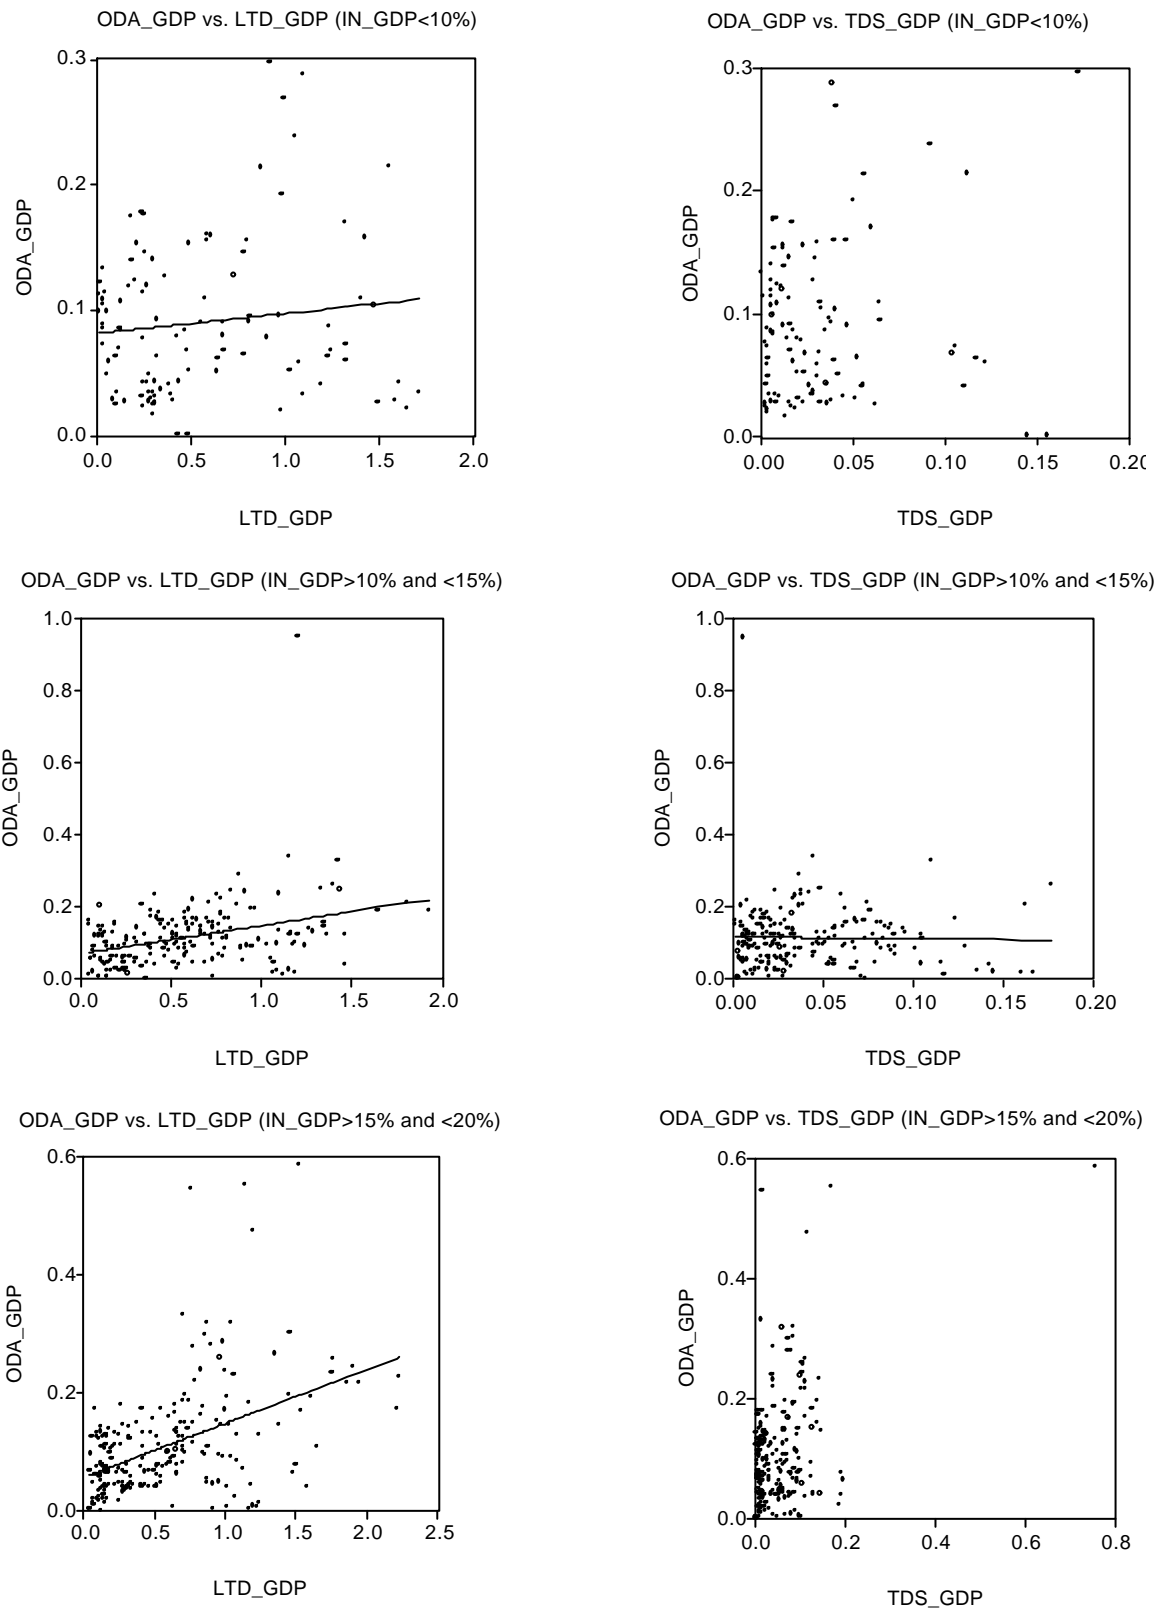 ODA_GDP vs. LTD_GDP (IN_GDP<10%)
0.3
0.2
0.1
0.0
ODA_GDP
0.0 0.5 1.0 1.5 2.0
LTD_GDP
ODA_GDP vs. TDS_GDP (IN_GDP<10%)
0.3
0.2
0.1
0.0
ODA_GDP
0.00 0.05 0.10 0.15 0.20
TDS_GDP
ODA_GDP vs. LTD_GDP (IN_GDP>10% and <15%)
1.0
0.8
0.6
0.4
0.2
0.0
ODA_GDP
0.0 0.5 1.0 1.5 2.0
LTD_GDP
ODA_GDP vs. TDS_GDP (IN_GDP>10% and <15%)
1.0
0.8
0.6
0.4
0.2
0.0
ODA_GDP
0.00 0.05 0.10 0.15 0.20
TDS_GDP
ODA_GDP vs. LTD_GDP (IN_GDP>15% and <20%)
0.6
0.4
0.2
0.0
ODA_GDP
0.0 0.5 1.0 1.5 2.0 2.5
LTD_GDP
ODA_GDP vs. TDS_GDP (IN_GDP>15% and <20%)
0.6
0.4
0.2
0.0
ODA_GDP
0.0 0.2 0.4 0.6 0.8
TDS_GDP